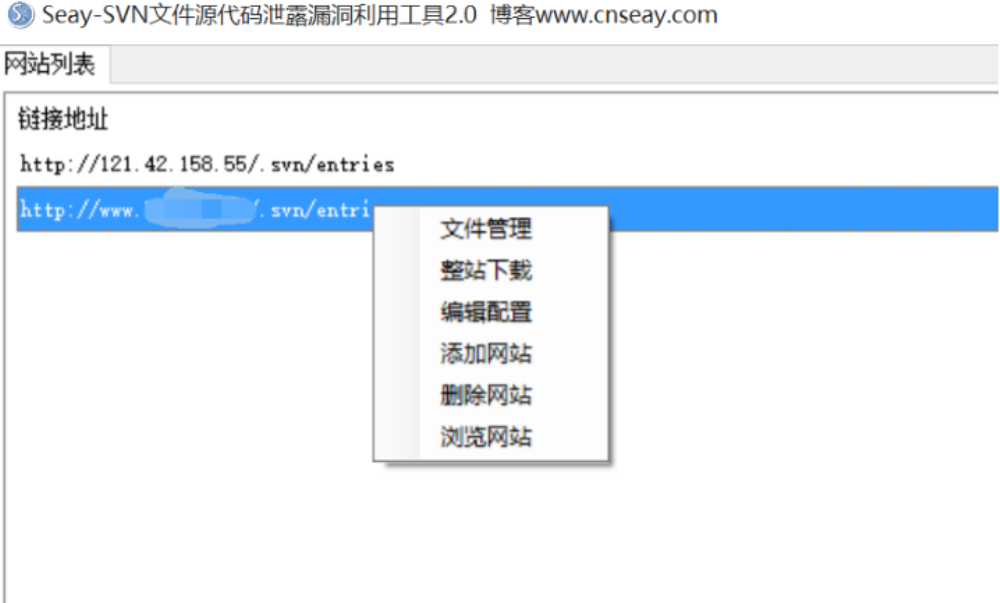 Seay-SVN文件源代码泄露漏洞利用工具2.0 博客www.cnseay.com
网站列表
链接地址
http://121.42.158.55/.svn/entries
http://www. /.svn/entri
文件管理
整站下载
编辑配置
添加网站
删除网站
浏览网站